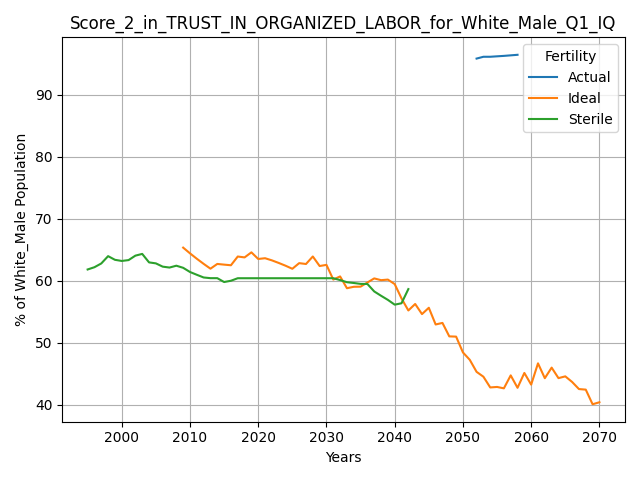 Score_2_in_TRUST_IN_ORGANIZED_LABOR_for_White_Male_Q1_IQ
Fertility
Actual
Ideal
Sterile
% of White_Male Population
90
80
70
60
50
40
2000 2010 2020 2030 2040 2050 2060 2070
Years